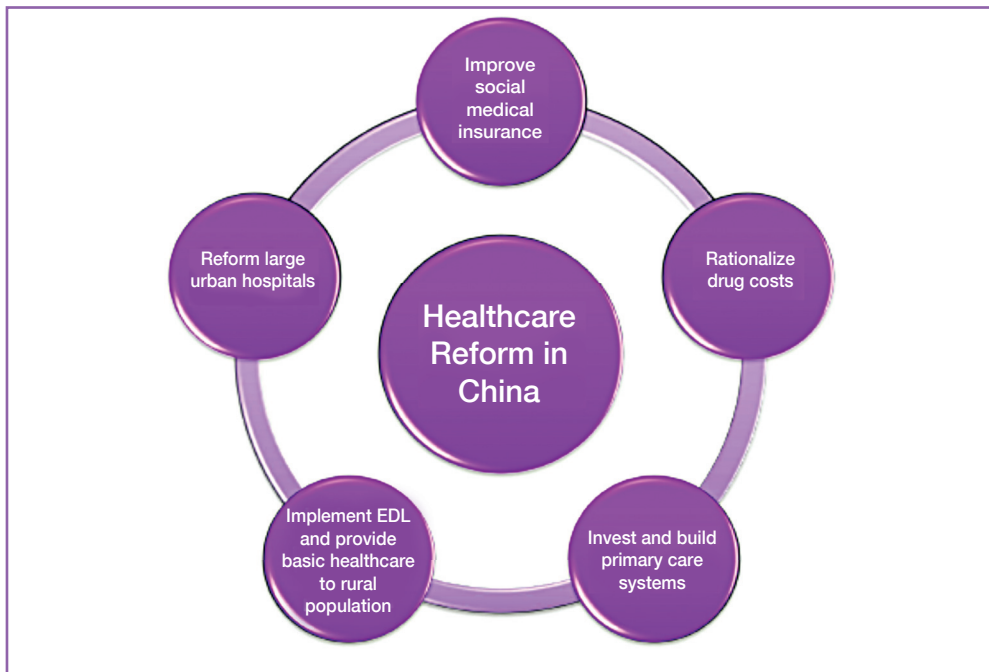 Improve
social
medical
insurance
Rationalize
drug costs
Invest and build
primary care
systems
Implement EDL
and provide
basic healthcare
to rural
population
Reform large
urban hospitals
Healthcare
Reform in
China